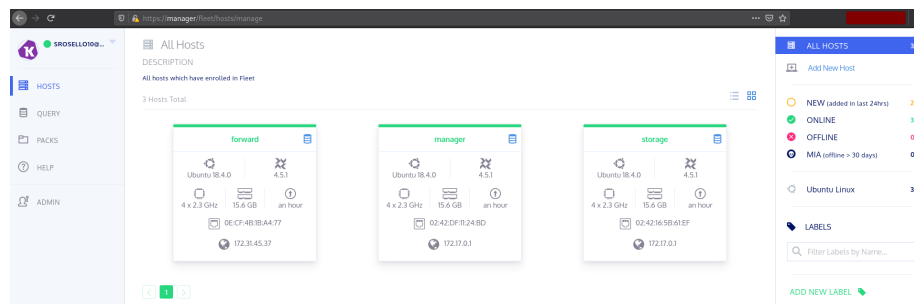 https://manager/fleet/hosts/manage
SROSELLO10@...
HOSTS
QUERY
PACKS
HELP
ADMIN
All Hosts
DESCRIPTION
All hosts which have enrolled in Fleet
3 Hosts Total
forward
Ubuntu 18.4.0 4.5.1
4 x 2.3 GHz 15.6 GB an hour
0E:CF:4B:1B:A4:77
172.31.45.37
manager
Ubuntu 18.4.0 4.5.1
4 x 2.3 GHz 15.6 GB an hour
02:42:DF:11:24:BD
172.17.0.1
storage
Ubuntu 18.4.0 4.5.1
4 x 2.3 GHz 15.6 GB an hour
02:42:16:5B:61:EF
172.17.0.1
1
ALL HOSTS 3
Add New Host
NEW (added in last 24hrs) 2
ONLINE 3
OFFLINE 0
MIA (offline > 30 days) 0
Ubuntu Linux 3
LABELS
Filter Labels by Name...
ADD NEW LABEL